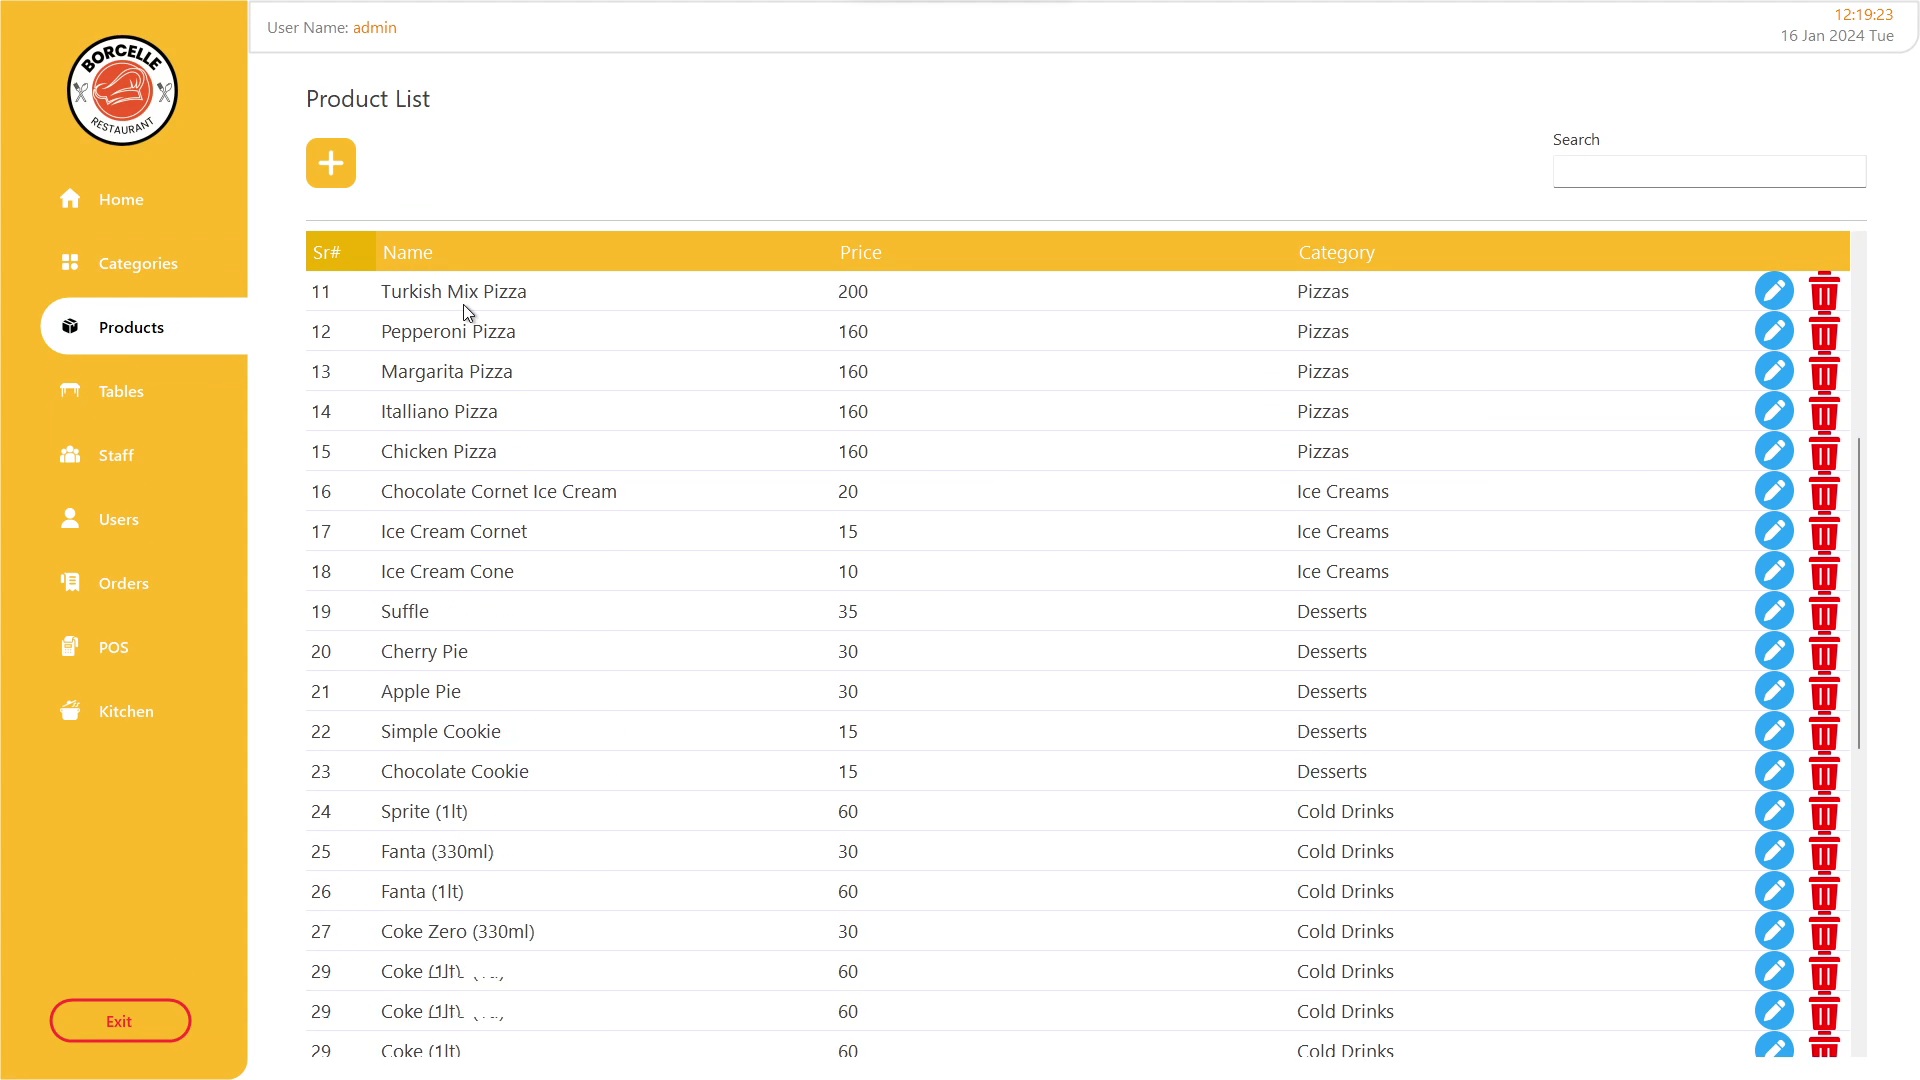 BORCELLE
RESTAURANT
User Name: admin
12:19:23
16 Jan 2024 Tue
Home
Categories
Products
Tables
Staff
Users
Orders
POS
Kitchen
Exit
Product List
Search
Sr# Name Price Category
11 Turkish Mix Pizza 200 Pizzas
12 Pepperoni Pizza 160 Pizzas
13 Margarita Pizza 160 Pizzas
14 Italliano Pizza 160 Pizzas
15 Chicken Pizza 160 Pizzas
16 Chocolate Cornet Ice Cream 20 Ice Creams
17 Ice Cream Cornet 15 Ice Creams
18 Ice Cream Cone 10 Ice Creams
19 Suffle 35 Desserts
20 Cherry Pie 30 Desserts
21 Apple Pie 30 Desserts
22 Simple Cookie 15 Desserts
23 Chocolate Cookie 15 Desserts
24 Sprite (1lt) 60 Cold Drinks
25 Fanta (330ml) 30 Cold Drinks
26 Fanta (1lt) 60 Cold Drinks
27 Coke Zero (330ml) 30 Cold Drinks
29 Coke 60 Cold Drinks
29 Coke 60 Cold Drinks
29 Coke (1lt) 60 Cold Drinks